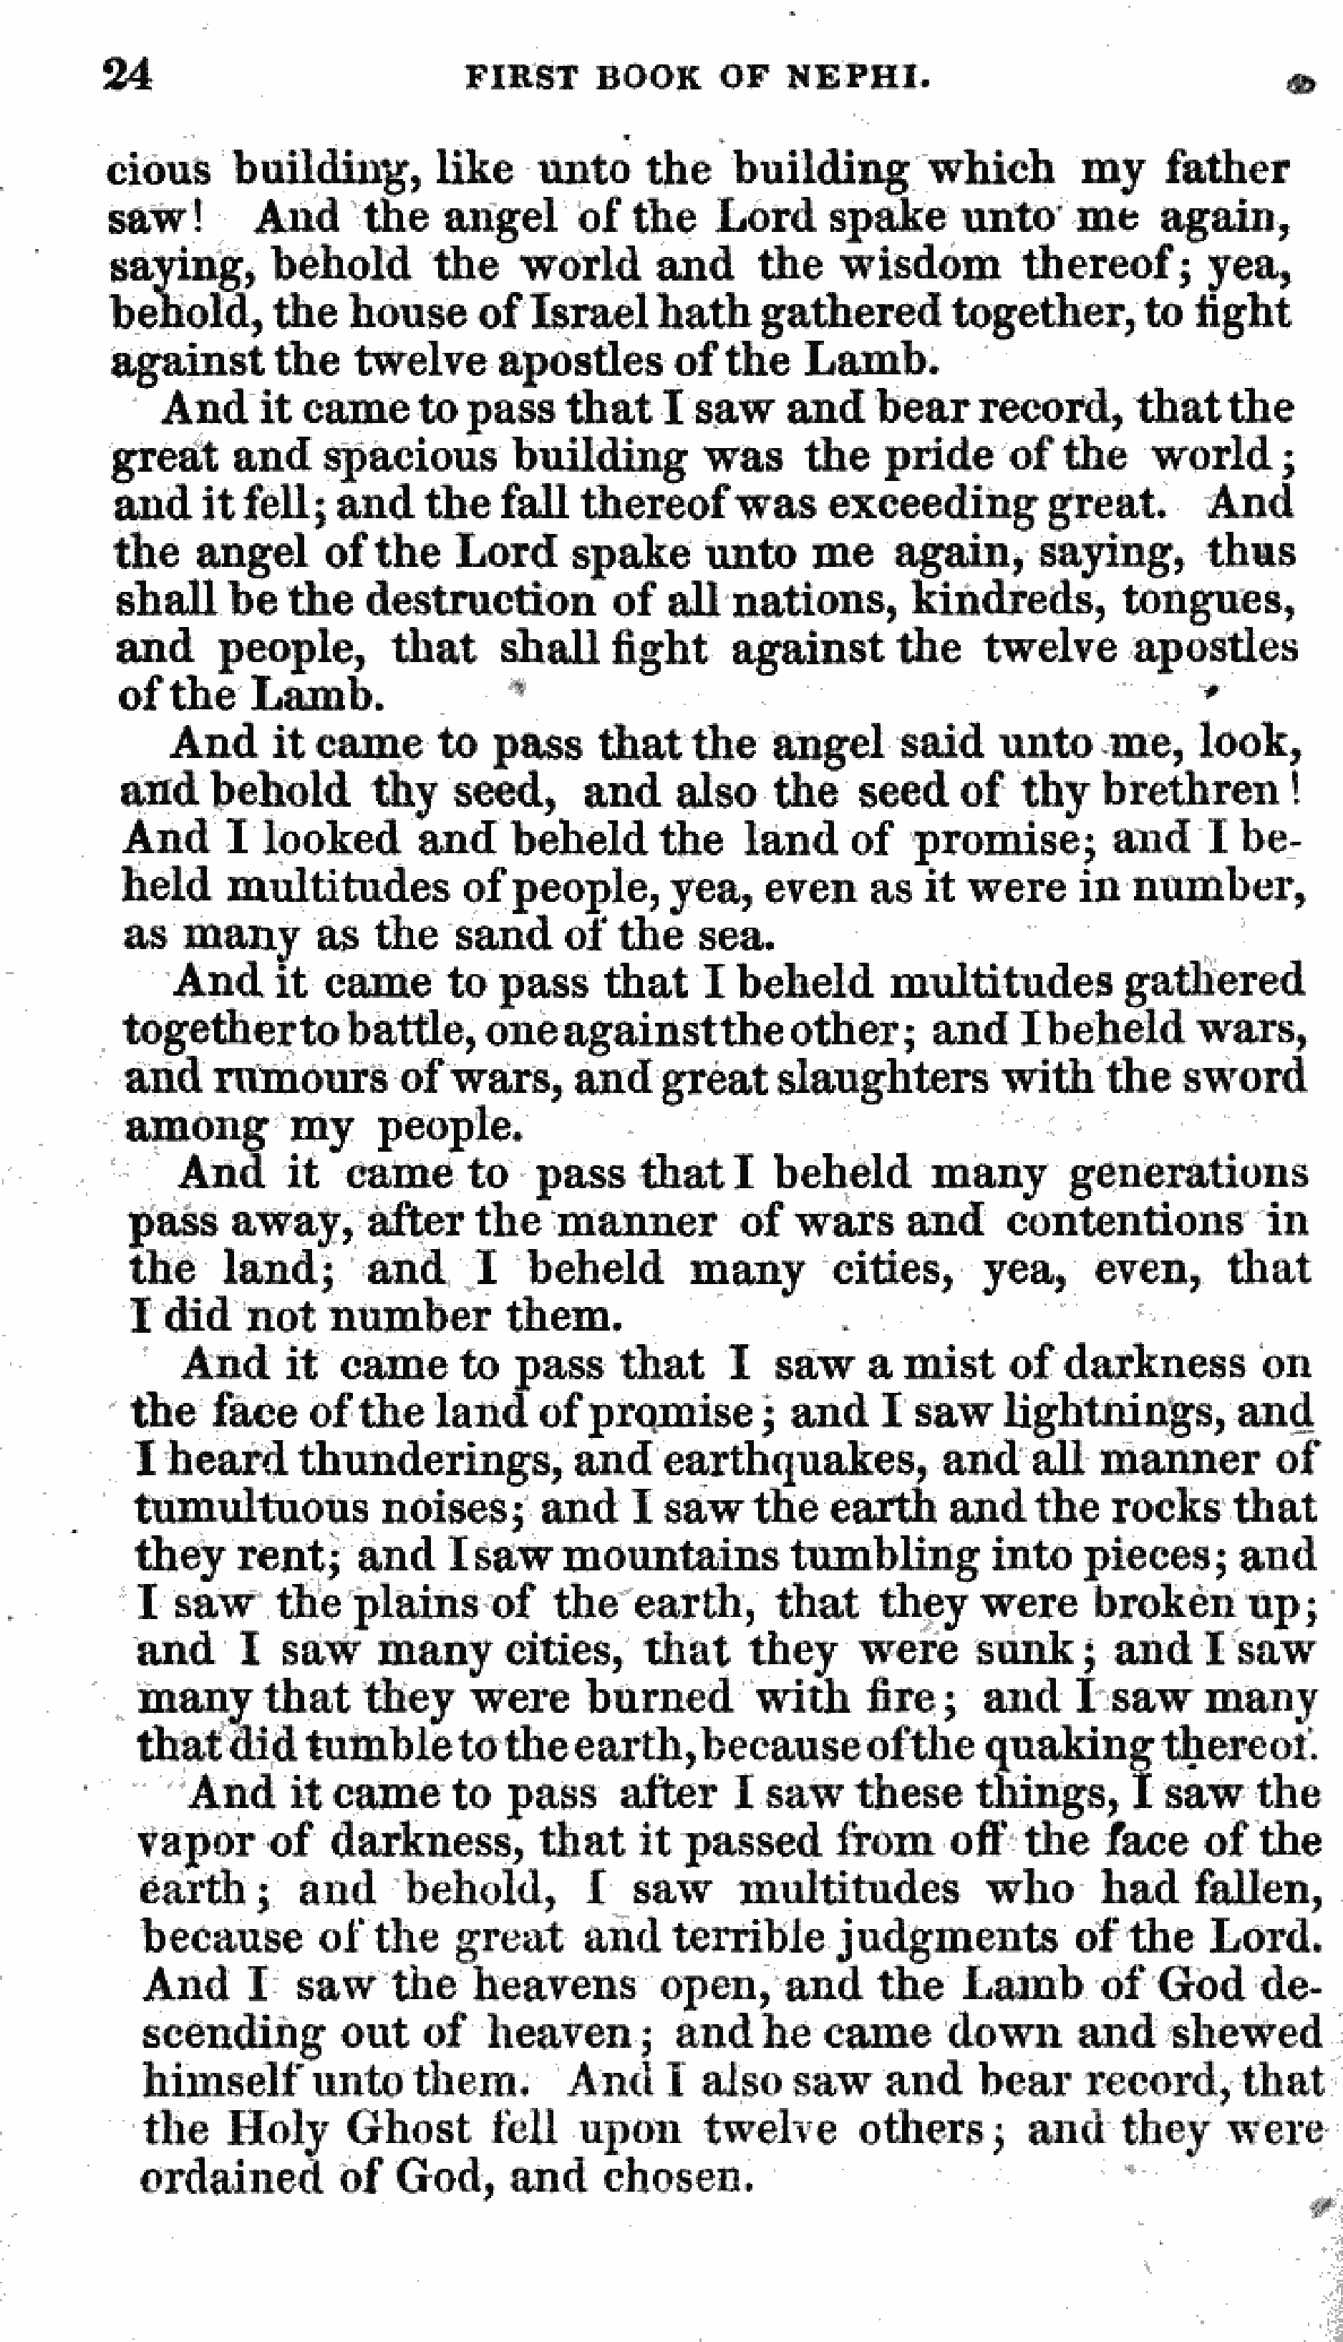 24 FIRST BOOK OF NEPHI.
cious building, like unto the building which my father
saw! And the angel of the Lord spake unto me again,
saying, behold the world and the wisdom thereof; yea,
behold, the house of Israel hath gathered together, to fight
against the twelve apostles of the Lamb.
And it came to pass that I saw and bear record, that the
great and spacious building was the pride of the world;
and it fell; and the fall thereof was exceeding great. And
the angel of the Lord spake unto me again, saying, thus
shall be the destruction of all nations, kindreds, tongues,
and people, that shall fight against the twelve apostles
of the Lamb.
And it came to pass that the angel said unto me, look,
and behold thy seed, and also the seed of thy brethren!
And I looked and beheld the land of promise; and I be-
held multitudes of people, yea, even as it were in number,
as many as the sand of the sea.
And it came to pass that I beheld multitudes gathered
together to battle, one against the other; and I beheld wars,
and rumours of wars, and great slaughters with the sword
among my people.
And it came to pass that I beheld many generations
pass away, after the manner of wars and contentions in
the land; and I beheld many cities, yea, even, that
I did not number them.
And it came to pass that I saw a mist of darkness on
the face of the land of promise; and I saw lightnings, and
I heard thunderings, and earthquakes, and all manner of
tumultuous noises; and I saw the earth and the rocks that
they rent; and I saw mountains tumbling into pieces; and
I saw the plains of the earth, that they were broken up;
and I saw many cities, that they were sunk; and I saw
many that they were burned with fire; and I saw many
that did tumble to the earth, because of the quaking thereof.
And it came to pass after I saw these things, I saw the
vapor of darkness, that it passed from off the face of the
earth; and behold, I saw multitudes who had fallen,
because of the great and terrible judgments of the Lord.
And I saw the heavens open, and the Lamb of God de-
scending out of heaven; and he came down and shewed
himself unto them. And I also saw and bear record, that
the Holy Ghost fell upon twelve others; and they were
ordained of God, and chosen.